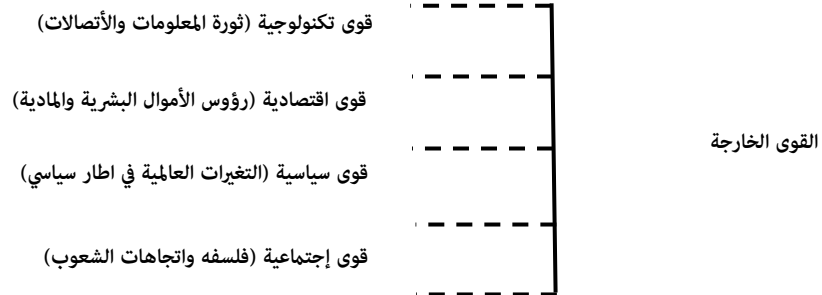 القوى الخارجة
قوى تكنولوجية (ثورة المعلومات والأتصالات)
قوى اقتصادية (رؤوس الأموال البشرية والمادية)
قوى سياسية (التغيرات العالمية في اطار سياسي)
قوى إجتماعية (فلسفه واتجاهات الشعوب)